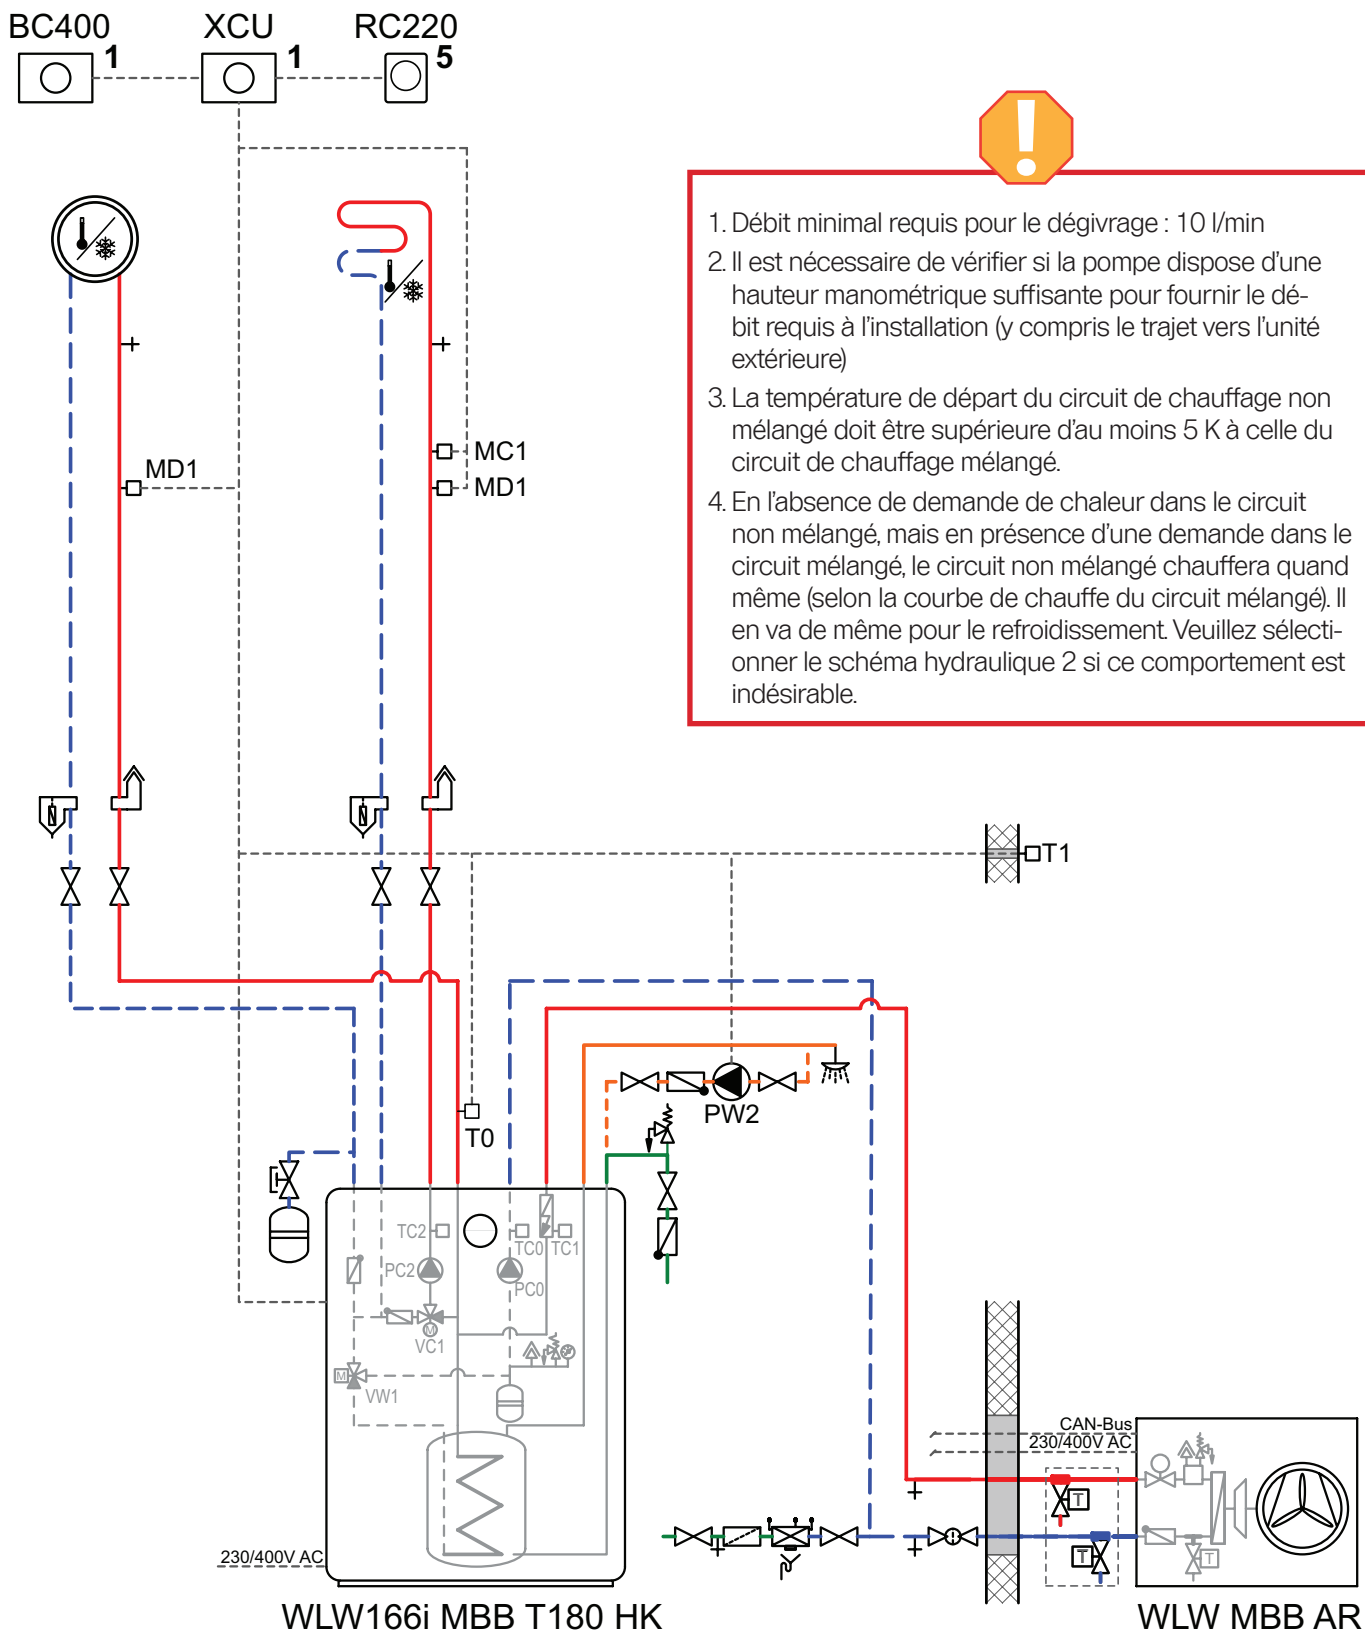 BC400
XCU
RC220
1
1
5
1. Débit minimal requis pour le dégivrage : 10 l/min
2. Il est nécessaire de vérifier si la pompe dispose d’une
hauteur manométrique suffisante pour fournir le dé-
bit requis à l’installation (y compris le trajet vers l’unité
extérieure)
3. La température de départ du circuit de chauffage non
mélangé doit être supérieure d’au moins 5 K à celle du
circuit de chauffage mélangé.
4. En l’absence de demande de chaleur dans le circuit
non mélangé, mais en présence d’une demande dans le
circuit mélangé, le circuit non mélangé chauffera quand
même (selon la courbe de chauffe du circuit mélangé). Il
en va de même pour le refroidissement. Veuillez sélecti-
onner le schéma hydraulique 2 si ce comportement est
indésirable.
MC1
MD1
MD1
T1
T0
PW2
TC2
TC0
TC1
PC2
PC0
M
VC1
M
VW1
CAN-Bus
230/400V AC
T
T
T
230/400V AC
WLW166i MBB T180 HK
WLW MBB AR